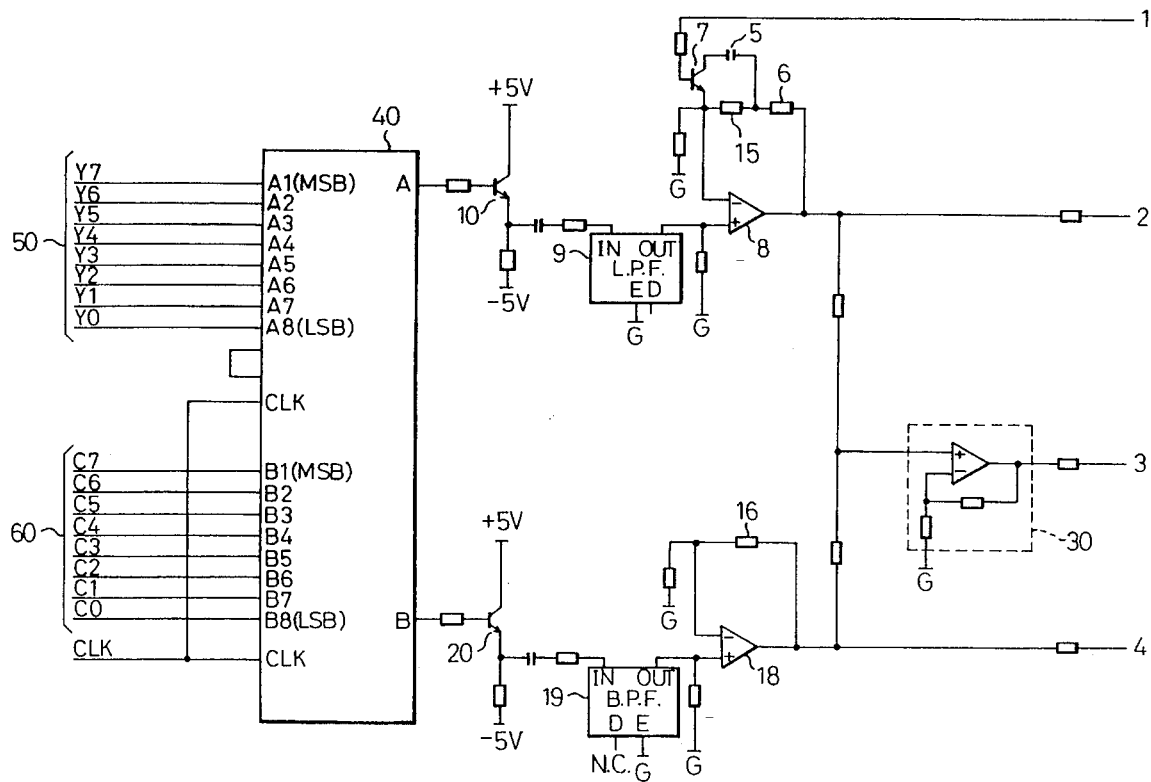 1
7
5
6
+5V
40
15
G
Y7
Y6
Y5
Y4
Y3
Y2
Y1
Y0
50
A1(MSB)
A2
A3
A4
A5
A6
A7
A8(LSB)
A
10
-5V
9
IN OUT
L.P.F.
E D
G
G
8
2
CLK
C7
C6
C5
C4
C3
C2
C1
C0
60
B1(MSB)
B2
B3
B4
B5
B6
B7
B8(LSB)
B
CLK
CLK
+5V
20
-5V
19
IN OUT
B.P.F.
D E
N.C.
G
G
16
G
18
+
-
3
30
G
4